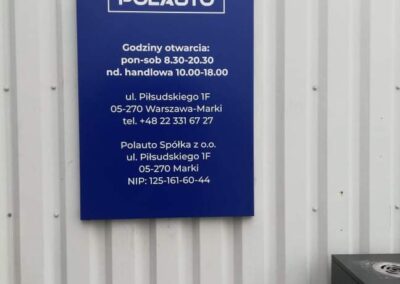 POLAUTO
Godziny otwarcia:
pon-sob 8.30-20.30
nd. handlowa 10.00-18.00
ul. Piłsudskiego 1F
05-270 Warszawa-Marki
tel. +48 22 331 67 27
Polauto Spółka z o.o.
ul. Piłsudskiego 1F
05-270 Marki
NIP: 125-161-60-44